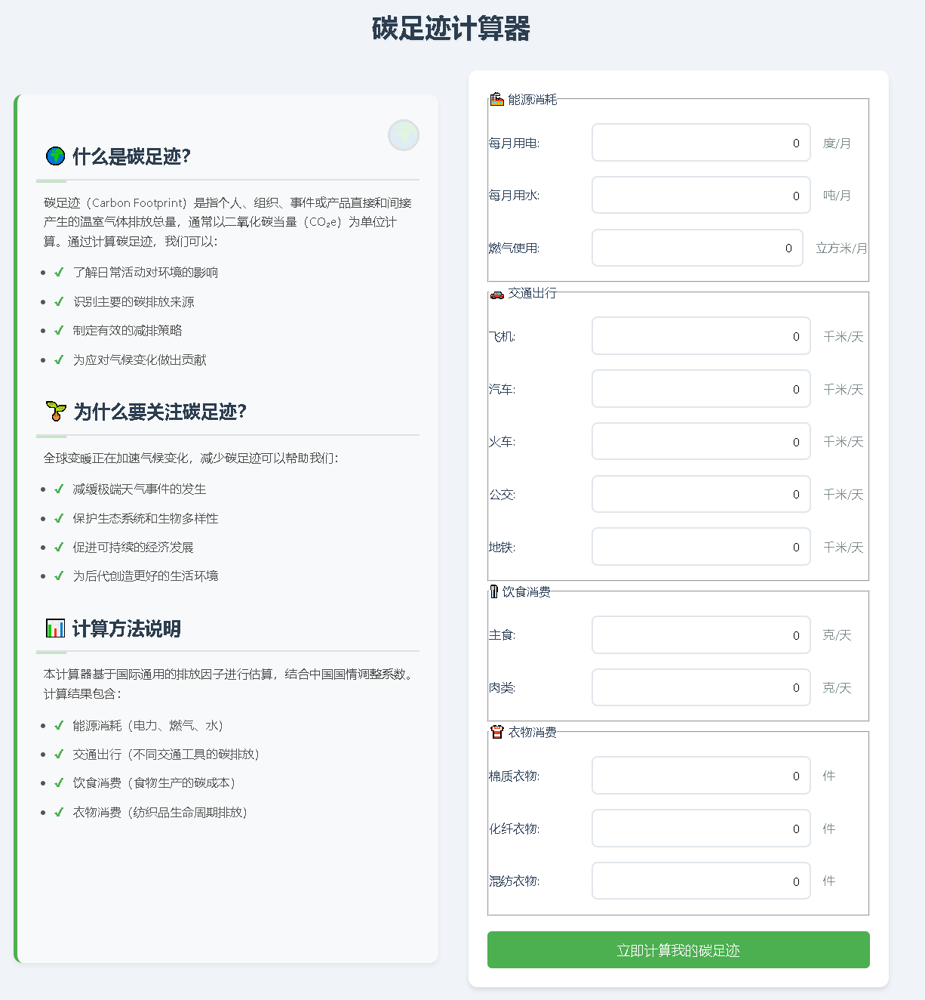 碳足迹计算器
什么是碳足迹？
碳足迹（Carbon Footprint）是指个人、组织、事件或产品直接和间接
产生的温室气体排放总量，通常以二氧化碳当量（CO₂e）为单位计
算。通过计算碳足迹，我们可以：
✓ 了解日常活动对环境的影响
✓ 识别主要的碳排放来源
✓ 制定有效的减排策略
✓ 为应对气候变化做出贡献
为什么要关注碳足迹？
全球变暖正在加速气候变化，减少碳足迹可以帮助我们：
✓ 减缓极端天气事件的发生
✓ 保护生态系统和生物多样性
✓ 促进可持续的经济发展
✓ 为后代创造更好的生活环境
计算方法说明
本计算器基于国际通用的排放因子进行估算，结合中国国情调整系数。
计算结果包含：
✓ 能源消耗（电力、燃气、水）
✓ 交通出行（不同交通工具的碳排放）
✓ 饮食消费（食物生产的碳成本）
✓ 衣物消费（纺织品生命周期排放）
能源消耗
每月用电: 0 度/月
每月用水: 0 吨/月
燃气使用: 0 立方米/月
交通出行
飞机: 0 千米/天
汽车: 0 千米/天
火车: 0 千米/天
公交: 0 千米/天
地铁: 0 千米/天
饮食消费
主食: 0 克/天
肉类: 0 克/天
衣物消费
棉质衣物: 0 件
化纤衣物: 0 件
混纺衣物: 0 件
立即计算我的碳足迹